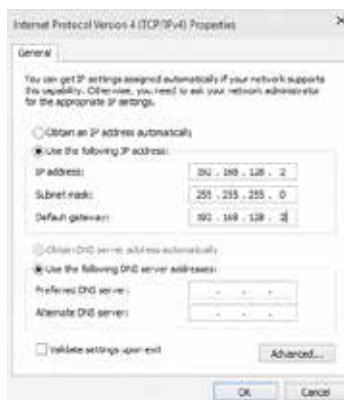 Internet Protocol Version 4 (TCP/IPv4) Properties
General
You can get IP settings assigned automatically if your network supports
this capability. Otherwise, you need to ask your network administrator
for the appropriate IP settings.
Obtain an IP address automatically
Use the following IP address:
IP address: 192 . 168 . 128 . 2
Subnet mask: 255 . 255 . 255 . 0
Default gateway: 192 . 168 . 128 . 2
Obtain DNS server address automatically
Use the following DNS server addresses:
Preferred DNS server: . . .
Alternate DNS server: . . .
Validate settings upon exit
Advanced...
OK Cancel